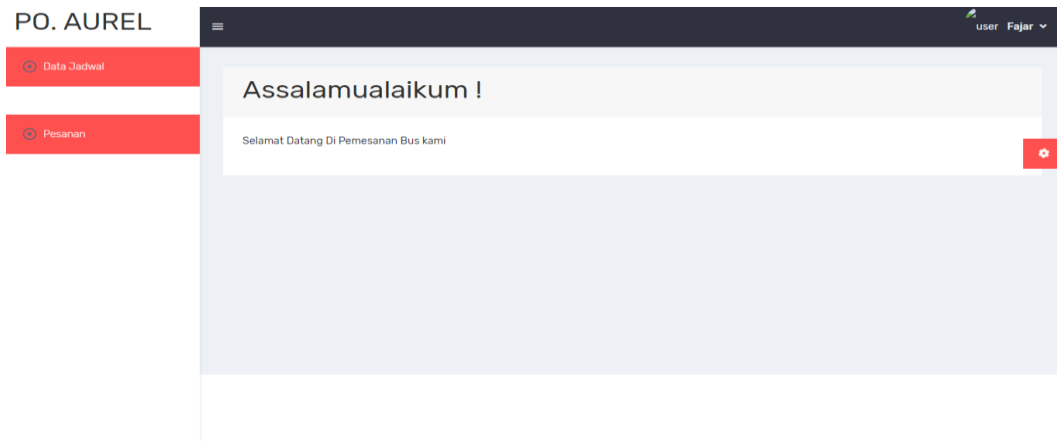 PO. AUREL
user Fajar
Data Jadwal
Pesanan
Assalamualaikum !
Selamat Datang Di Pemesanan Bus kami